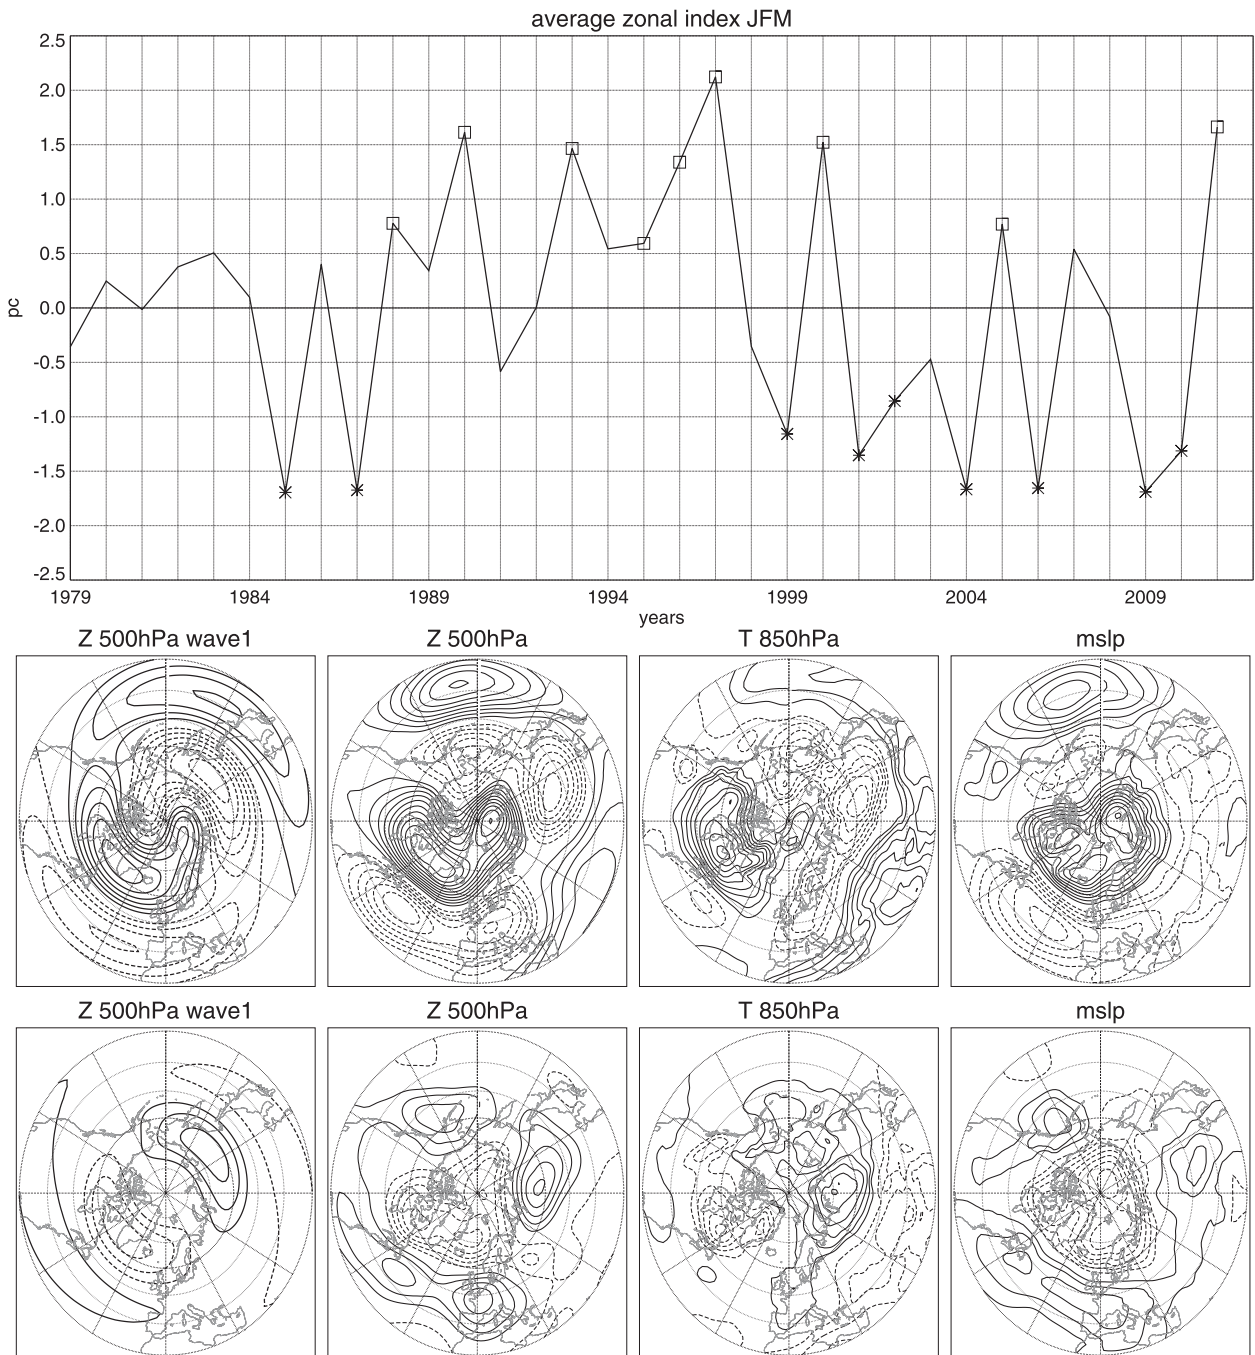 average zonal index JFM
2.5
2.0
1.5
1.0
0.5
0.0
-0.5
-1.0
-1.5
-2.0
-2.5
pc
1979 1984 1989 1994 1999 2004 2009
years
Z 500hPa wave1 Z 500hPa T 850hPa mslp
Z 500hPa wave1 Z 500hPa T 850hPa mslp